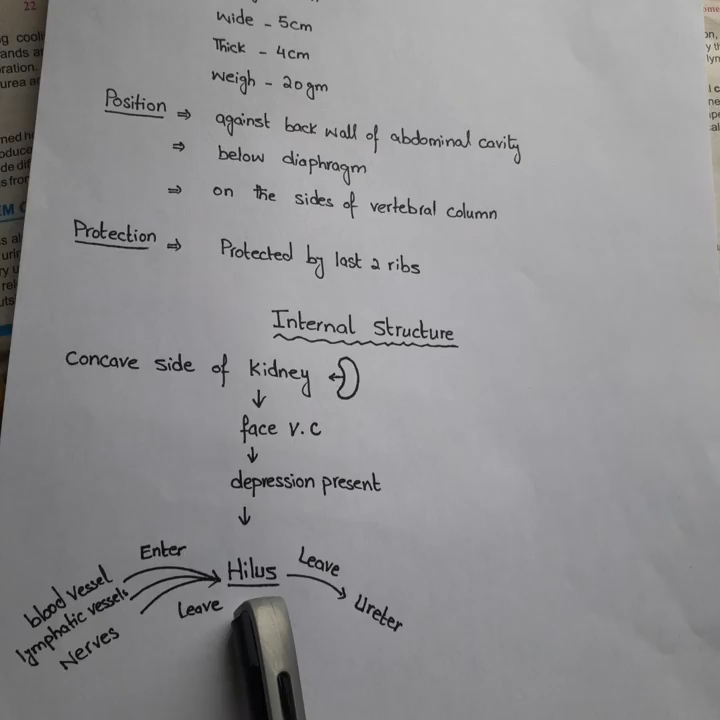 22
Wide - 5cm
Thick - 4cm
Weigh - 20gm
Position ⇒ against back wall of abdominal cavity
⇒ below diaphragm
⇒ on the sides of vertebral column
Protection ⇒ Protected by last 2 ribs
Internal Structure
Concave side of kidney ←
↓
face v.c
↓
depression present
↓
Enter
Hilus
Leave
blood vessel
lymphatic vessels
Nerves
Leave
Ureter